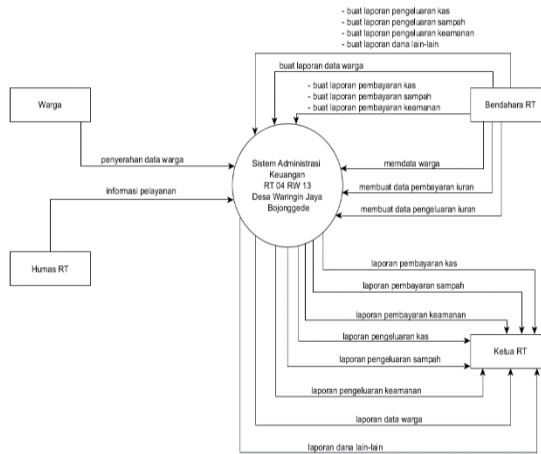 - buat laporan pengeluaran kas
- buat laporan pengeluaran sampah
- buat laporan pengeluaran keamanan
- buat laporan dana lain-lain
buat laporan data warga
- buat laporan pembayaran kas
- buat laporan pembayaran sampah
- buat laporan pembayaran keamanan
Warga
Bendahara RT
penyerahan data warga
Sistem Administrasi
Keuangan
RT 04 RW 13
Desa Waringin Jaya
Bojonggede
memdata warga
informasi pelayanan
membuat data pembayaran iuran
membuat data pengeluaran iuran
Humas RT
laporan pembayaran kas
laporan pembayaran sampah
laporan pembayaran keamanan
laporan pengeluaran kas
Ketua RT
laporan pengeluaran sampah
laporan pengeluaran keamanan
laporan data warga
laporan dana lain-lain